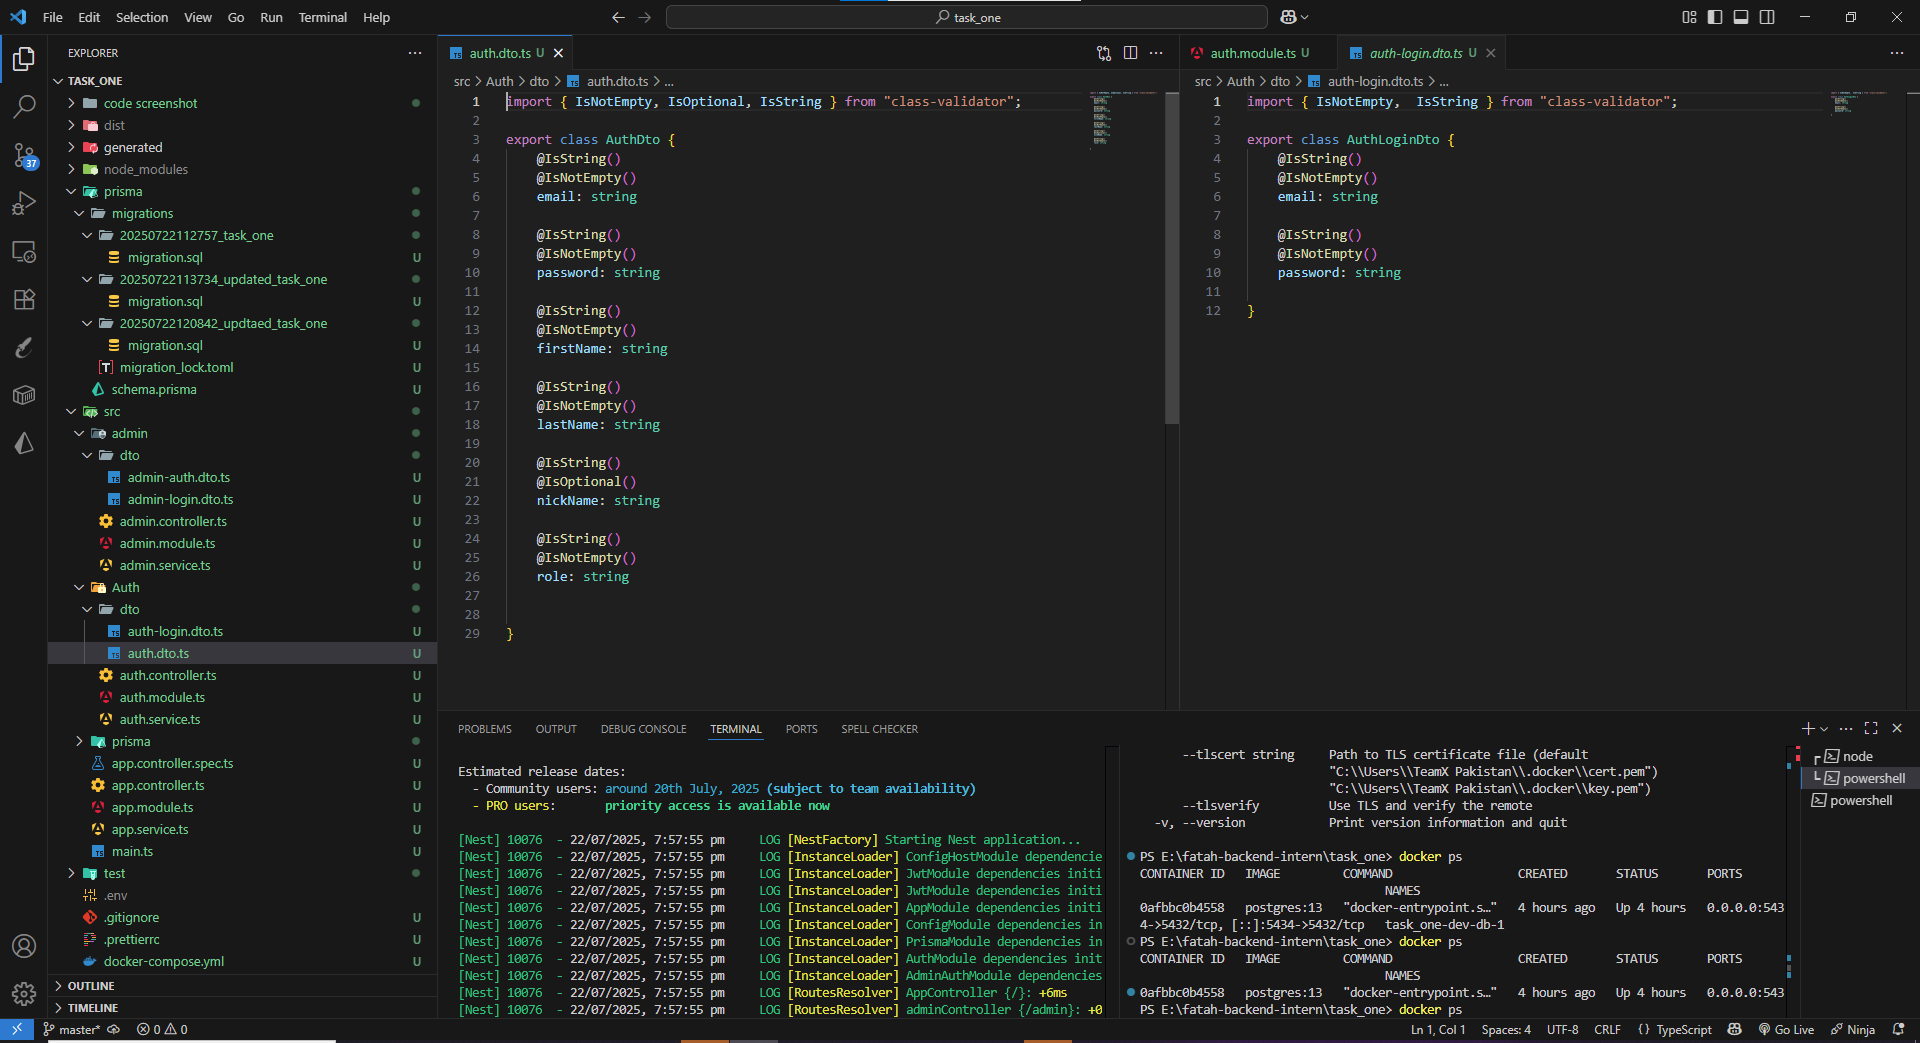 File Edit Selection View Go Run Terminal Help
task_one
EXPLORER
TASK_ONE
code screenshot
dist
generated
node_modules
prisma
migrations
20250722112757_task_one
migration.sql U
20250722113734_updated_task_one
migration.sql U
20250722120842_updtaed_task_one
migration.sql U
migration_lock.toml U
schema.prisma U
src
admin
dto
admin-auth.dto.ts U
admin-login.dto.ts U
admin.controller.ts U
admin.module.ts U
admin.service.ts U
Auth
dto
auth-login.dto.ts U
auth.dto.ts U
auth.controller.ts U
auth.module.ts U
auth.service.ts U
prisma
app.controller.spec.ts U
app.controller.ts U
app.module.ts U
app.service.ts U
main.ts U
test
.env
.gitignore U
.prettierrc U
docker-compose.yml U
OUTLINE
TIMELINE
37
auth.dto.ts U
src > Auth > dto > auth.dto.ts > ...
1 import { IsNotEmpty, IsOptional, IsString } from "class-validator";
2
3 export class AuthDto {
4 @IsString()
5 @IsNotEmpty()
6 email: string
7
8 @IsString()
9 @IsNotEmpty()
10 password: string
11
12 @IsString()
13 @IsNotEmpty()
14 firstName: string
15
16 @IsString()
17 @IsNotEmpty()
18 lastName: string
19
20 @IsString()
21 @IsOptional()
22 nickName: string
23
24 @IsString()
25 @IsNotEmpty()
26 role: string
27
28
29 }
auth.module.ts U auth-login.dto.ts U
src > Auth > dto > auth-login.dto.ts > ...
1 import { IsNotEmpty,  IsString } from "class-validator";
2
3 export class AuthLoginDto {
4 @IsString()
5 @IsNotEmpty()
6 email: string
7
8 @IsString()
9 @IsNotEmpty()
10 password: string
11
12 }
PROBLEMS OUTPUT DEBUG CONSOLE TERMINAL PORTS SPELL CHECKER
Estimated release dates:
- Community users: around 20th July, 2025 (subject to team availability)
- PRO users: priority access is available now
[Nest] 10076 - 22/07/2025, 7:57:55 pm LOG [NestFactory] Starting Nest application...
[Nest] 10076 - 22/07/2025, 7:57:55 pm LOG [InstanceLoader] ConfigHostModule dependencie
[Nest] 10076 - 22/07/2025, 7:57:55 pm LOG [InstanceLoader] JwtModule dependencies initi
[Nest] 10076 - 22/07/2025, 7:57:55 pm LOG [InstanceLoader] JwtModule dependencies initi
[Nest] 10076 - 22/07/2025, 7:57:55 pm LOG [InstanceLoader] AppModule dependencies initi
[Nest] 10076 - 22/07/2025, 7:57:55 pm LOG [InstanceLoader] ConfigModule dependencies in
[Nest] 10076 - 22/07/2025, 7:57:55 pm LOG [InstanceLoader] PrismaModule dependencies in
[Nest] 10076 - 22/07/2025, 7:57:55 pm LOG [InstanceLoader] AuthModule dependencies init
[Nest] 10076 - 22/07/2025, 7:57:55 pm LOG [InstanceLoader] AdminAuthModule dependencies
[Nest] 10076 - 22/07/2025, 7:57:55 pm LOG [RoutesResolver] AppController {/}: +6ms
[Nest] 10076 - 22/07/2025, 7:57:55 pm LOG [RoutesResolver] adminController {/admin}: +0
--tlscert string Path to TLS certificate file (default
"C:\\Users\\TeamX Pakistan\\.docker\\cert.pem")
"C:\\Users\\TeamX Pakistan\\.docker\\key.pem")
--tlsverify Use TLS and verify the remote
-v, --version Print version information and quit
PS E:\fatah-backend-intern\task_one> docker ps
CONTAINER ID IMAGE COMMAND CREATED STATUS PORTS
NAMES
0afbbc0b4558 postgres:13 "docker-entrypoint.s…" 4 hours ago Up 4 hours 0.0.0.0:543
4->5432/tcp, [::]:5434->5432/tcp task_one-dev-db-1
PS E:\fatah-backend-intern\task_one> docker ps
CONTAINER ID IMAGE COMMAND CREATED STATUS PORTS
NAMES
0afbbc0b4558 postgres:13 "docker-entrypoint.s…" 4 hours ago Up 4 hours 0.0.0.0:543
PS E:\fatah-backend-intern\task_one> docker ps
node
powershell
powershell
master* 0 0 Ln 1, Col 1 Spaces: 4 UTF-8 CRLF {} TypeScript Go Live Ninja